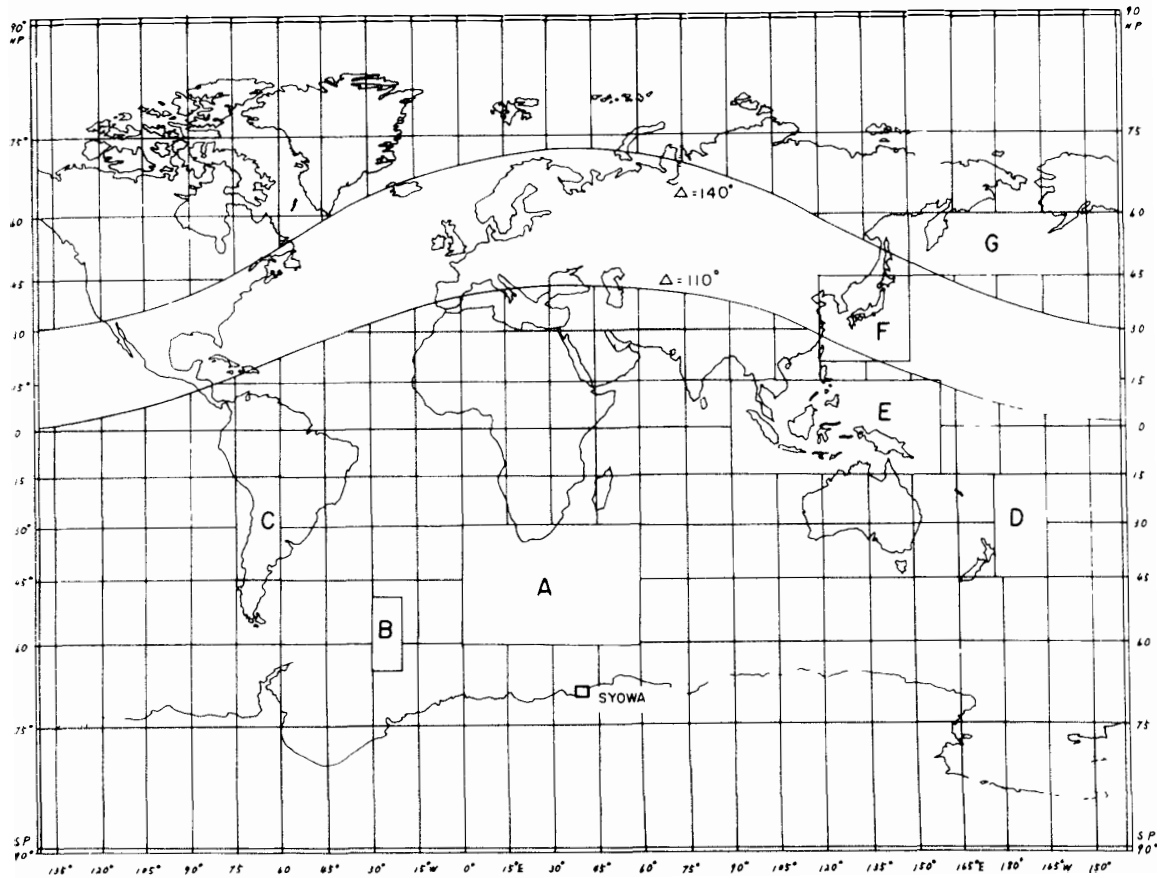 90° 90
NP NP
75° 75
Δ=140°
60 60
G
45 Δ=110° 45
30 F 30
15° E 15
0 0
15 15
C D
30° 30
A
45° 45
B
60 60
SYOWA
75° 75
SP SP
90° 90°
135° 120° 105° 90° 75 60 45° 30° 15°W 0° 15°E 30° 45° 60° 75° 90° 105° 120° 135° 150° 165°E 180° 165°W 150°